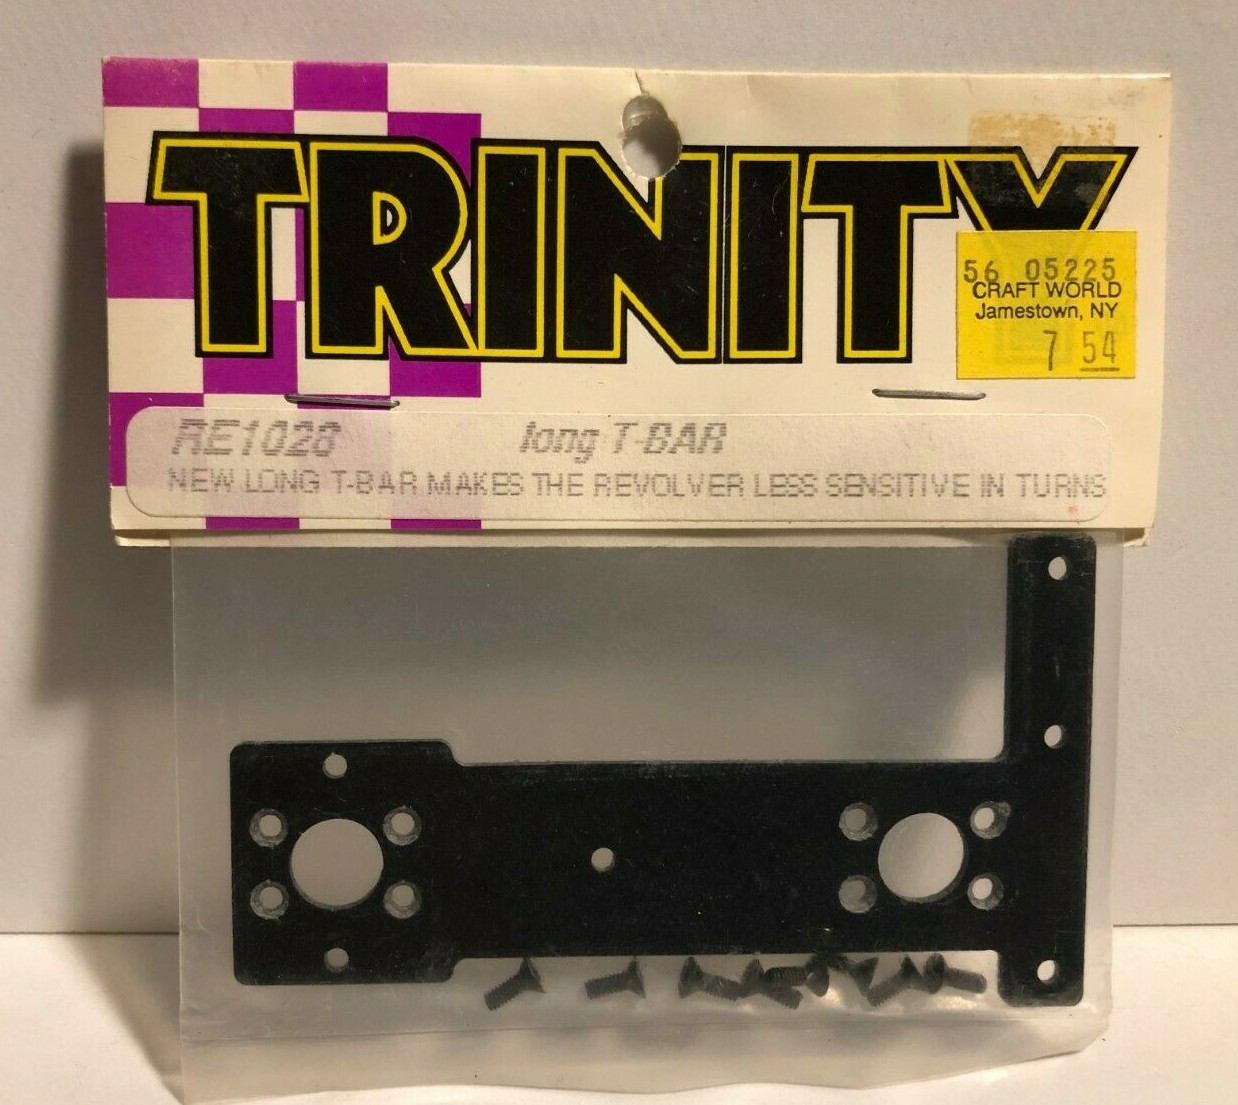 TRINITY
56 05225
CRAFT WORLD
Jamestown, NY
7 54
RE1028 long T-BAR
NEW LONG T-BAR MAKES THE REVOLVER LESS SENSITIVE IN TURNS